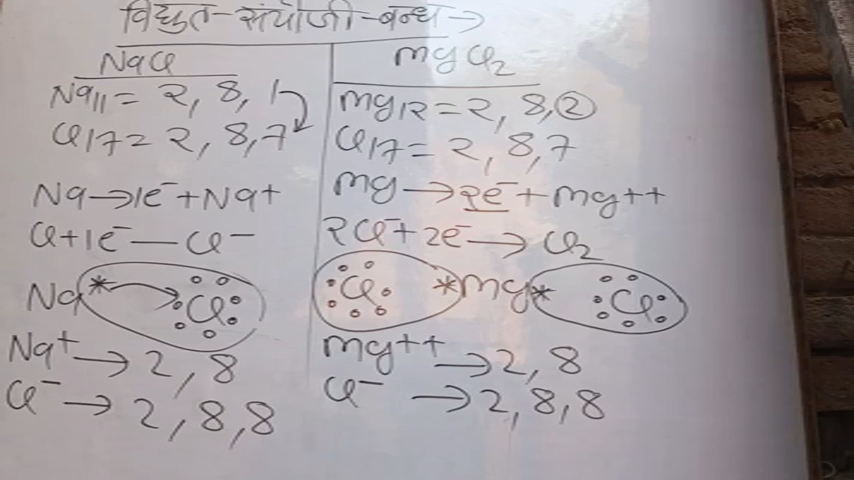 विद्युत-संयोजी-बन्ध→
NaCl
Na11 = 2, 8, 1
Cl17 = 2, 8, 7
Na→1e⁻+Na+
Cl+1e⁻—Cl⁻
Na* Cl
Na⁺→2, 8
Cl⁻→2, 8, 8
MgCl2
Mg12 = 2, 8, 2
Cl17 = 2, 8, 7
Mg→2e⁻+Mg++
2Cl⁻+2e⁻→Cl2
Cl *Mg* Cl
Mg++→2, 8
Cl⁻→2, 8, 8